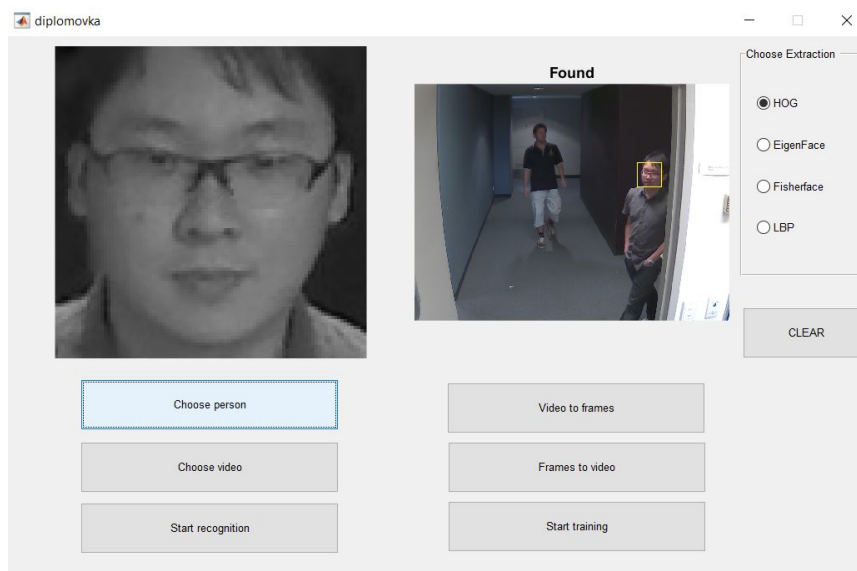 diplomovka
Found
Choose Extraction
HOG
EigenFace
Fisherface
LBP
CLEAR
Choose person
Video to frames
Choose video
Frames to video
Start recognition
Start training